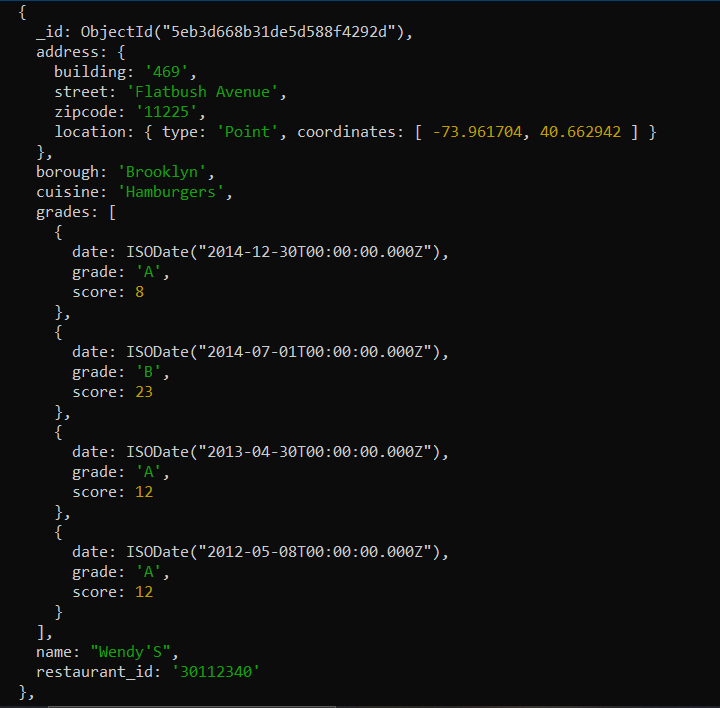 {
  _id: ObjectId("5eb3d668b31de5d588f4292d"),
  address: {
    building: '469',
    street: 'Flatbush Avenue',
    zipcode: '11225',
    location: { type: 'Point', coordinates: [ -73.961704, 40.662942 ] }
  },
  borough: 'Brooklyn',
  cuisine: 'Hamburgers',
  grades: [
    {
      date: ISODate("2014-12-30T00:00:00.000Z"),
      grade: 'A',
      score: 8
    },
    {
      date: ISODate("2014-07-01T00:00:00.000Z"),
      grade: 'B',
      score: 23
    },
    {
      date: ISODate("2013-04-30T00:00:00.000Z"),
      grade: 'A',
      score: 12
    },
    {
      date: ISODate("2012-05-08T00:00:00.000Z"),
      grade: 'A',
      score: 12
    }
  ],
  name: "Wendy'S",
  restaurant_id: '30112340'
},